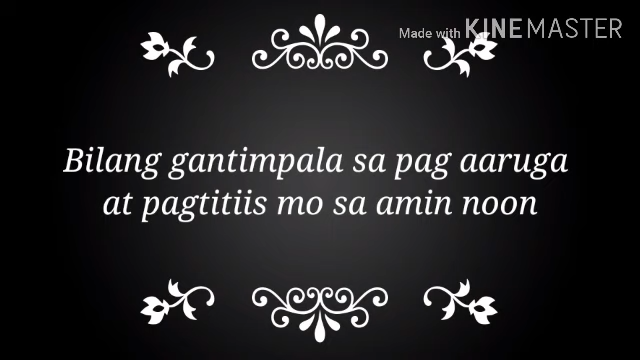 Made with KINEMASTER
Bilang gantimpala sa pag aaruga
at pagtitiis mo sa amin noon